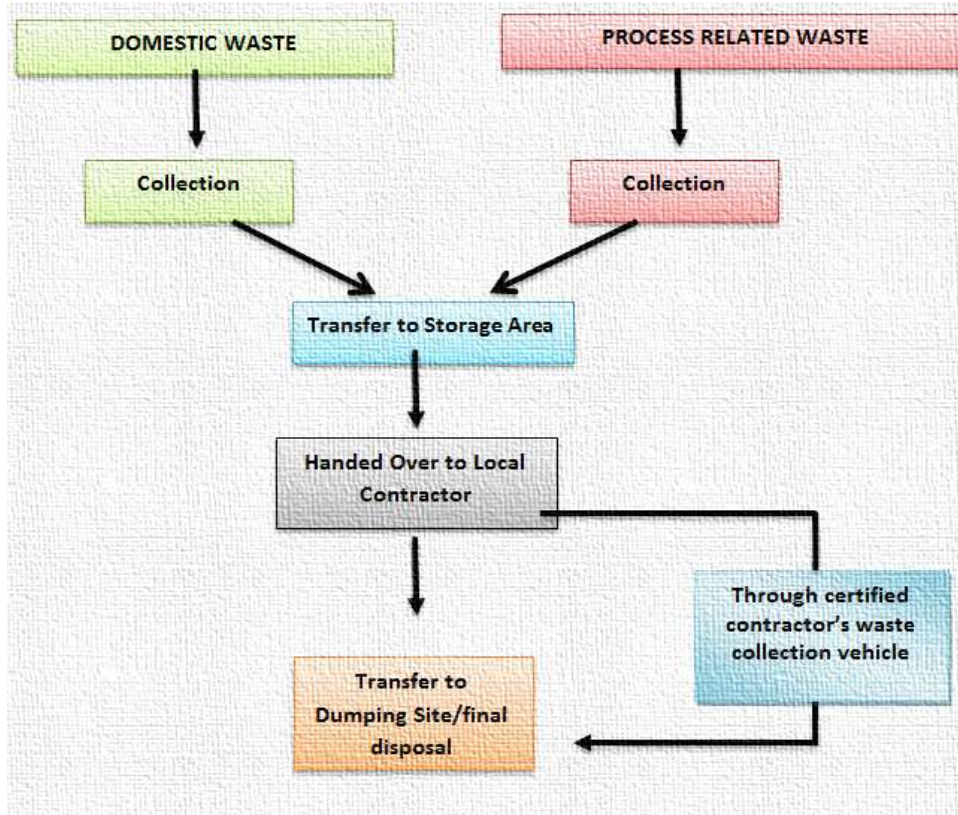 DOMESTIC WASTE
PROCESS RELATED WASTE
Collection
Collection
Transfer to Storage Area
Handed Over to Local
Contractor
Through certified
contractor’s waste
collection vehicle
Transfer to
Dumping Site/final
disposal